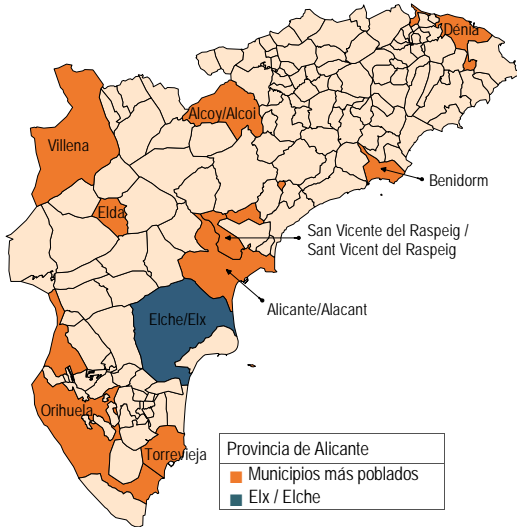 Dénia
Alcoy/Alcoi
Villena
Benidorm
Elda
San Vicente del Raspeig /
Sant Vicent del Raspeig
Alicante/Alacant
Elche/Elx
Orihuela
Torrevieja
Provincia de Alicante
Municipios más poblados
Elx / Elche